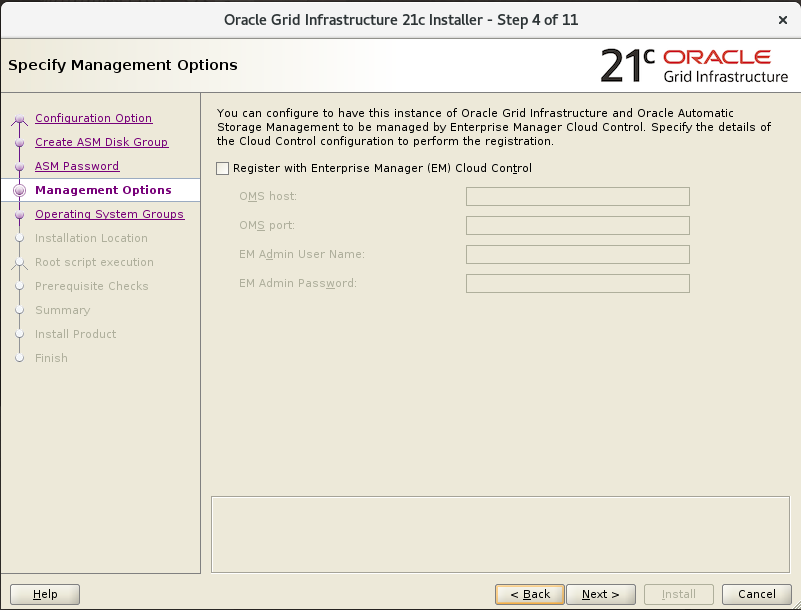 Oracle Grid Infrastructure 21c Installer - Step 4 of 11
Specify Management Options
21c ORACLE
Grid Infrastructure
Configuration Option
Create ASM Disk Group
ASM Password
Management Options
Operating System Groups
Installation Location
Root script execution
Prerequisite Checks
Summary
Install Product
Finish
You can configure to have this instance of Oracle Grid Infrastructure and Oracle Automatic
Storage Management to be managed by Enterprise Manager Cloud Control. Specify the details of
the Cloud Control configuration to perform the registration.
Register with Enterprise Manager (EM) Cloud Control
OMS host:
OMS port:
EM Admin User Name:
EM Admin Password:
Help
< Back
Next >
Install
Cancel